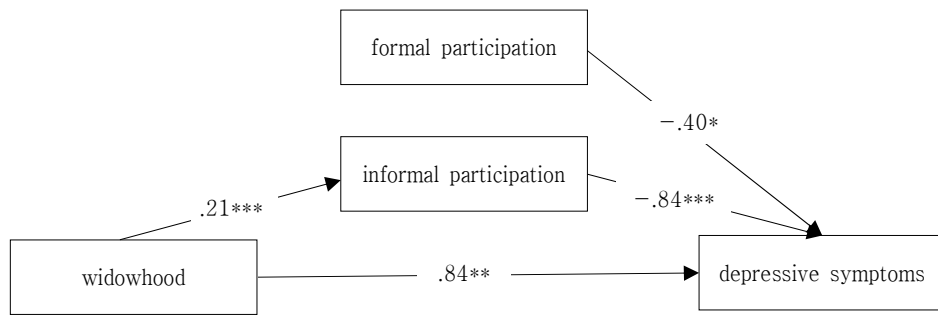 formal participation
−.40*
informal participation
.21***
−.84***
widowhood
.84**
depressive symptoms